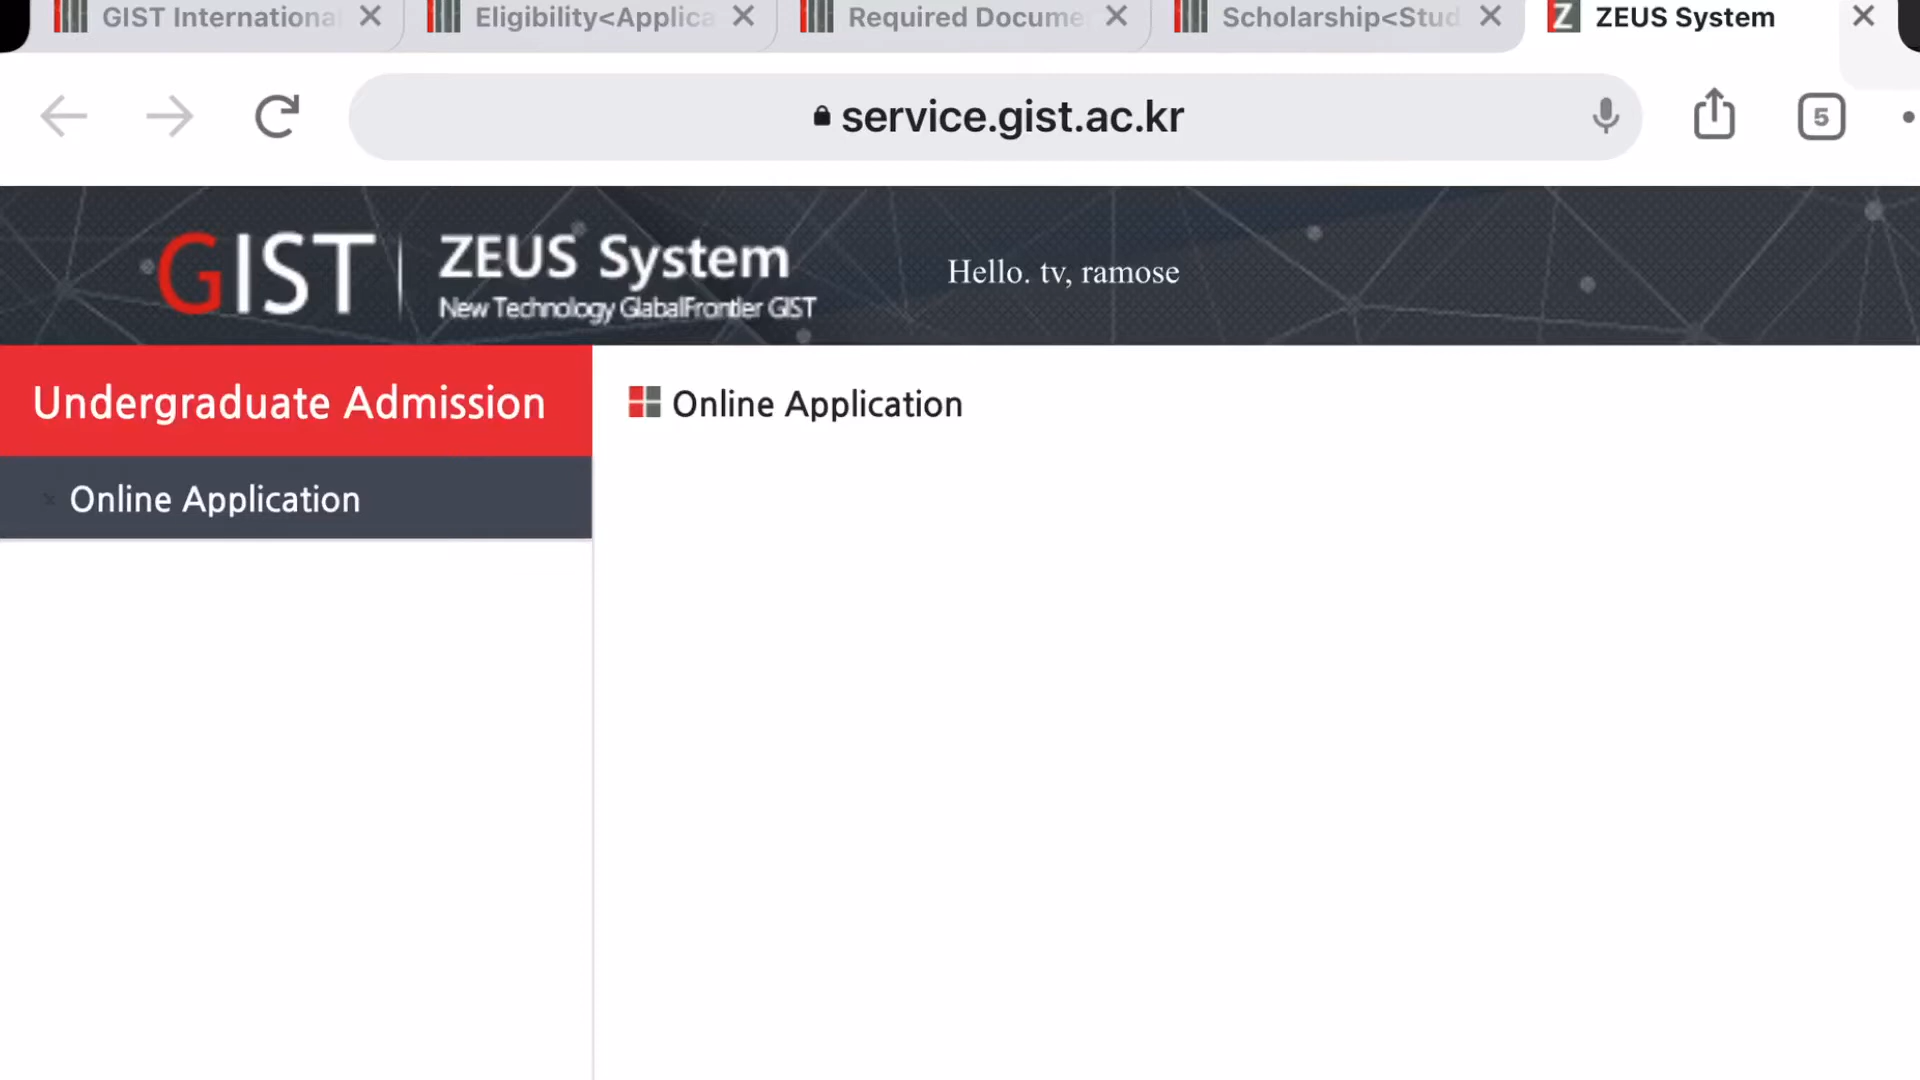 GIST Internationa
Eligibility<Applica
Required Docume
Scholarship<Stud
ZEUS System
service.gist.ac.kr
5
GIST
ZEUS System
New Technology GlabalFrontier GIST
Hello. tv, ramose
Undergraduate Admission
Online Application
Online Application